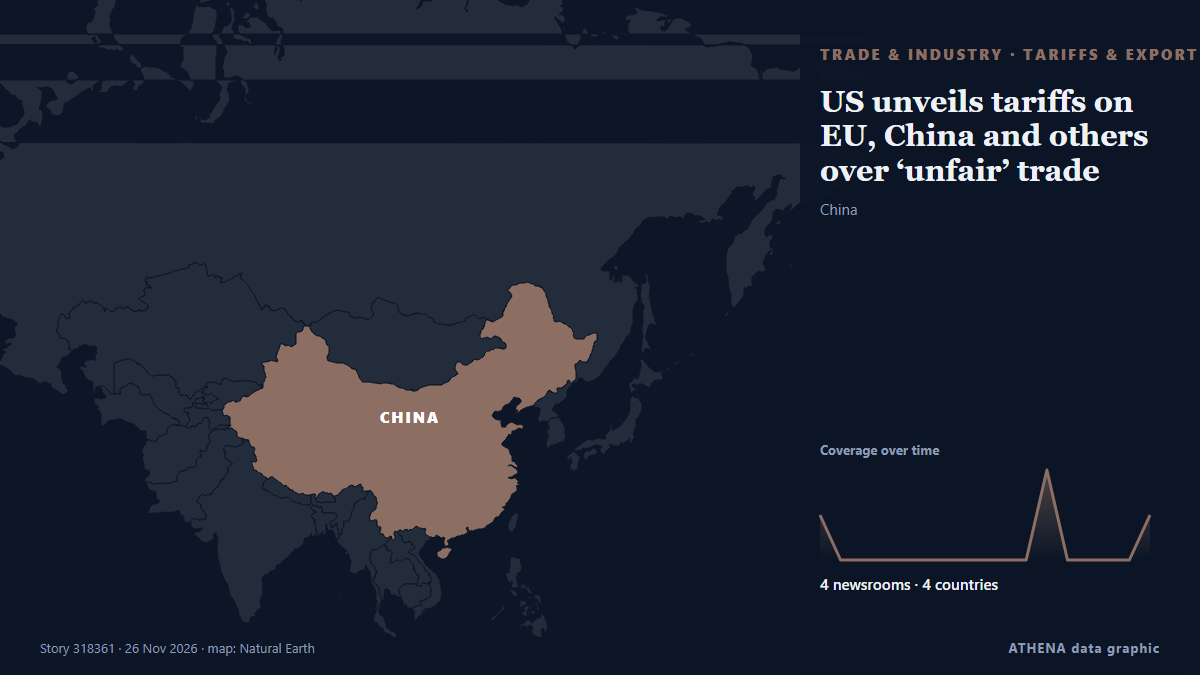 TRADE & INDUSTRY · TARIFFS & EXPORT
US unveils tariffs on
EU, China and others
over ‘unfair’ trade
China
CHINA
Coverage over time
4 newsrooms · 4 countries
Story 318361 · 26 Nov 2026 · map: Natural Earth
ATHENA data graphic